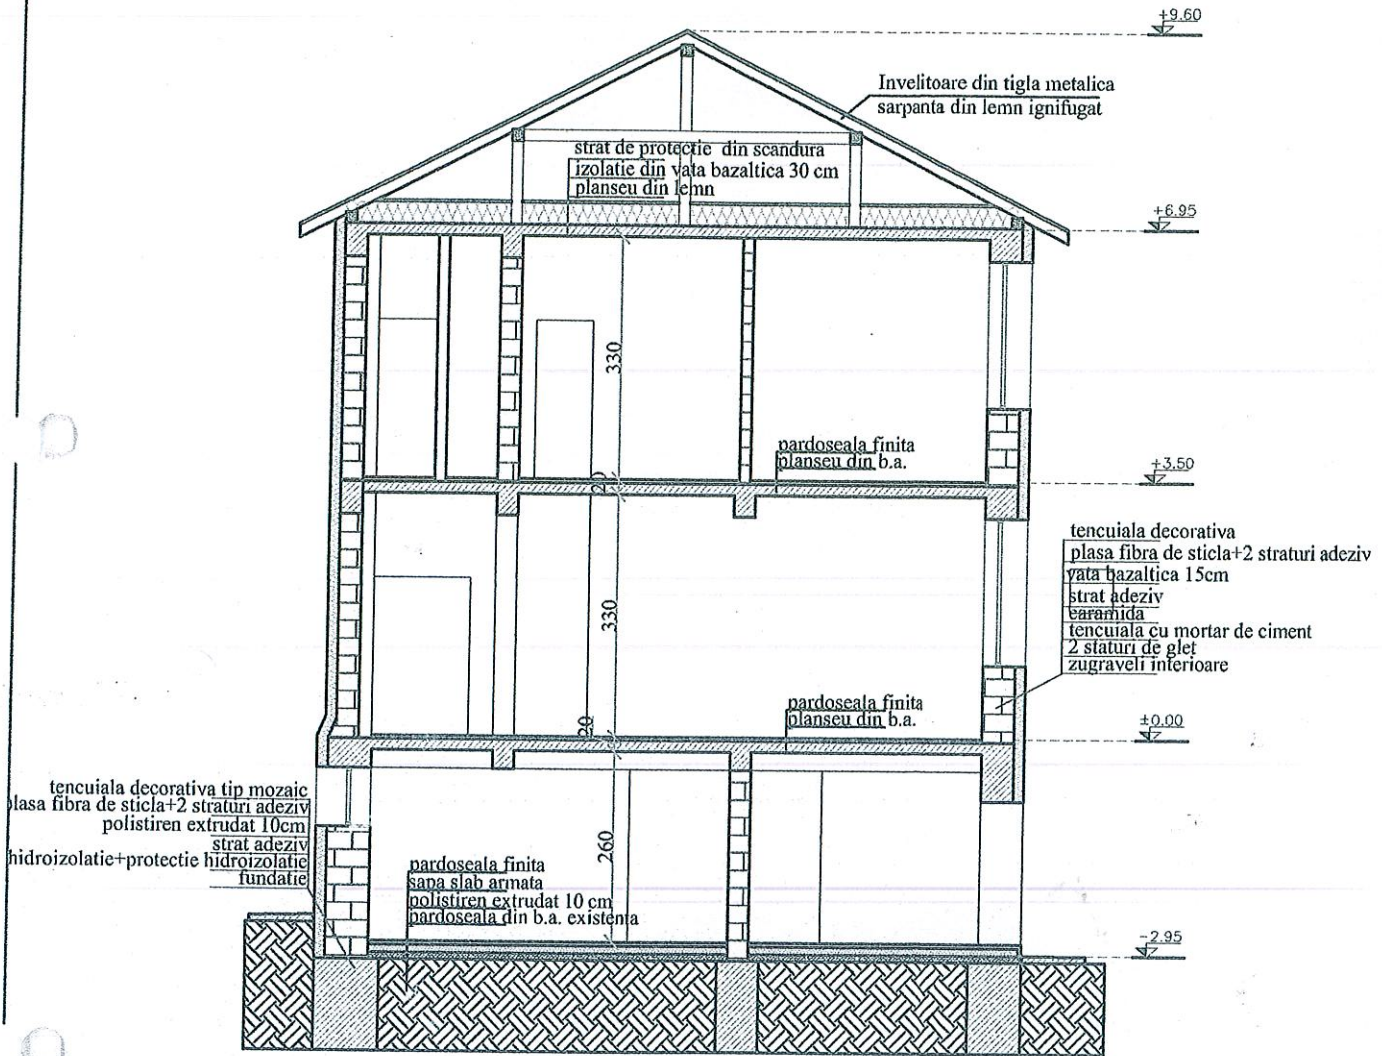 +9.60
Invelitoare din tigla metalica
sarpanta din lemn ignifugat
strat de protectie din scandura
izolatie din vata bazaltica 30 cm
planseu din lemn
+6.95
330
pardoseala finita
planseu din b.a.
+3.50
20
tencuiala decorativa
plasa fibra de sticla+2 straturi adeziv
vata bazaltica 15cm
strat adeziv
caramida
tencuiala cu mortar de ciment
2 staturi de glet
zugraveli interioare
330
pardoseala finita
planseu din b.a.
±0.00
20
tencuiala decorativa tip mozaic
plasa fibra de sticla+2 straturi adeziv
polistiren extrudat 10cm
strat adeziv
hidroizolatie+protectie hidroizolatie
fundatie
260
pardoseala finita
sapa slab armata
polistiren extrudat 10 cm
pardoseala din b.a. existenta
-2.95